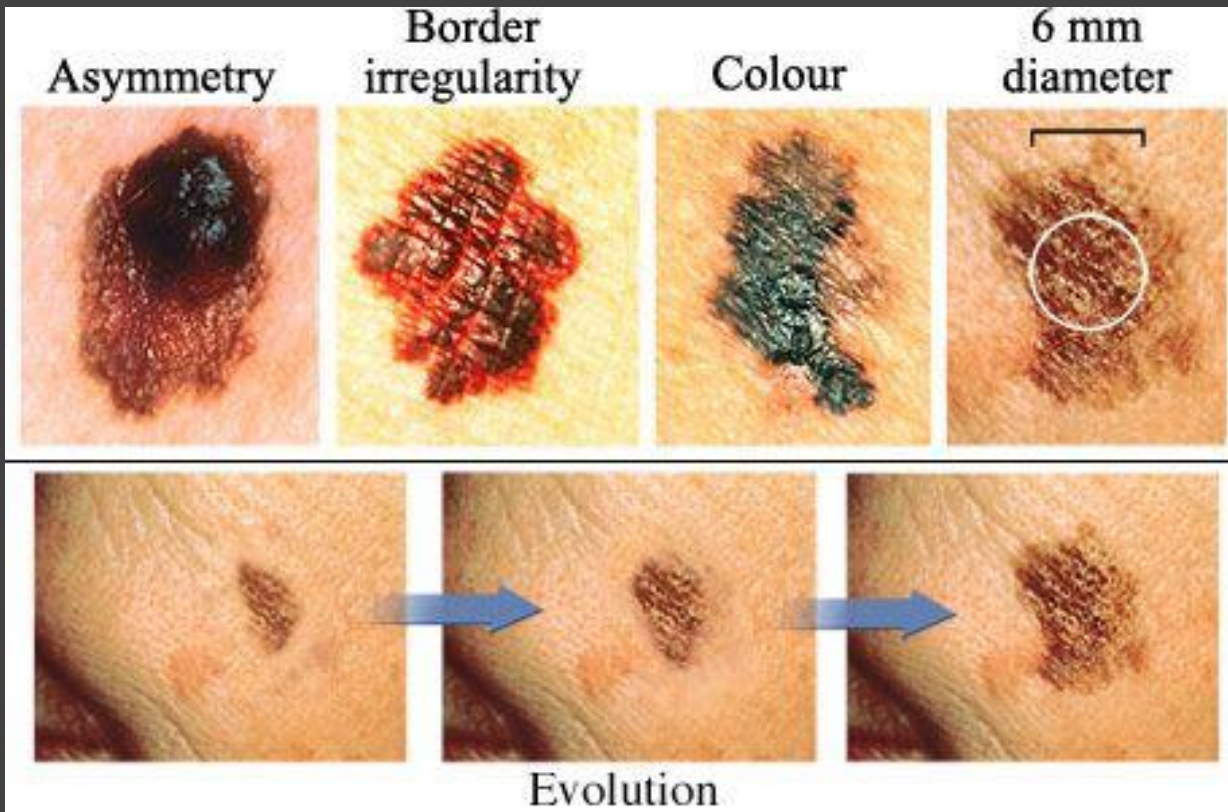 Asymmetry
Border
irregularity
Colour
6 mm
diameter
Evolution